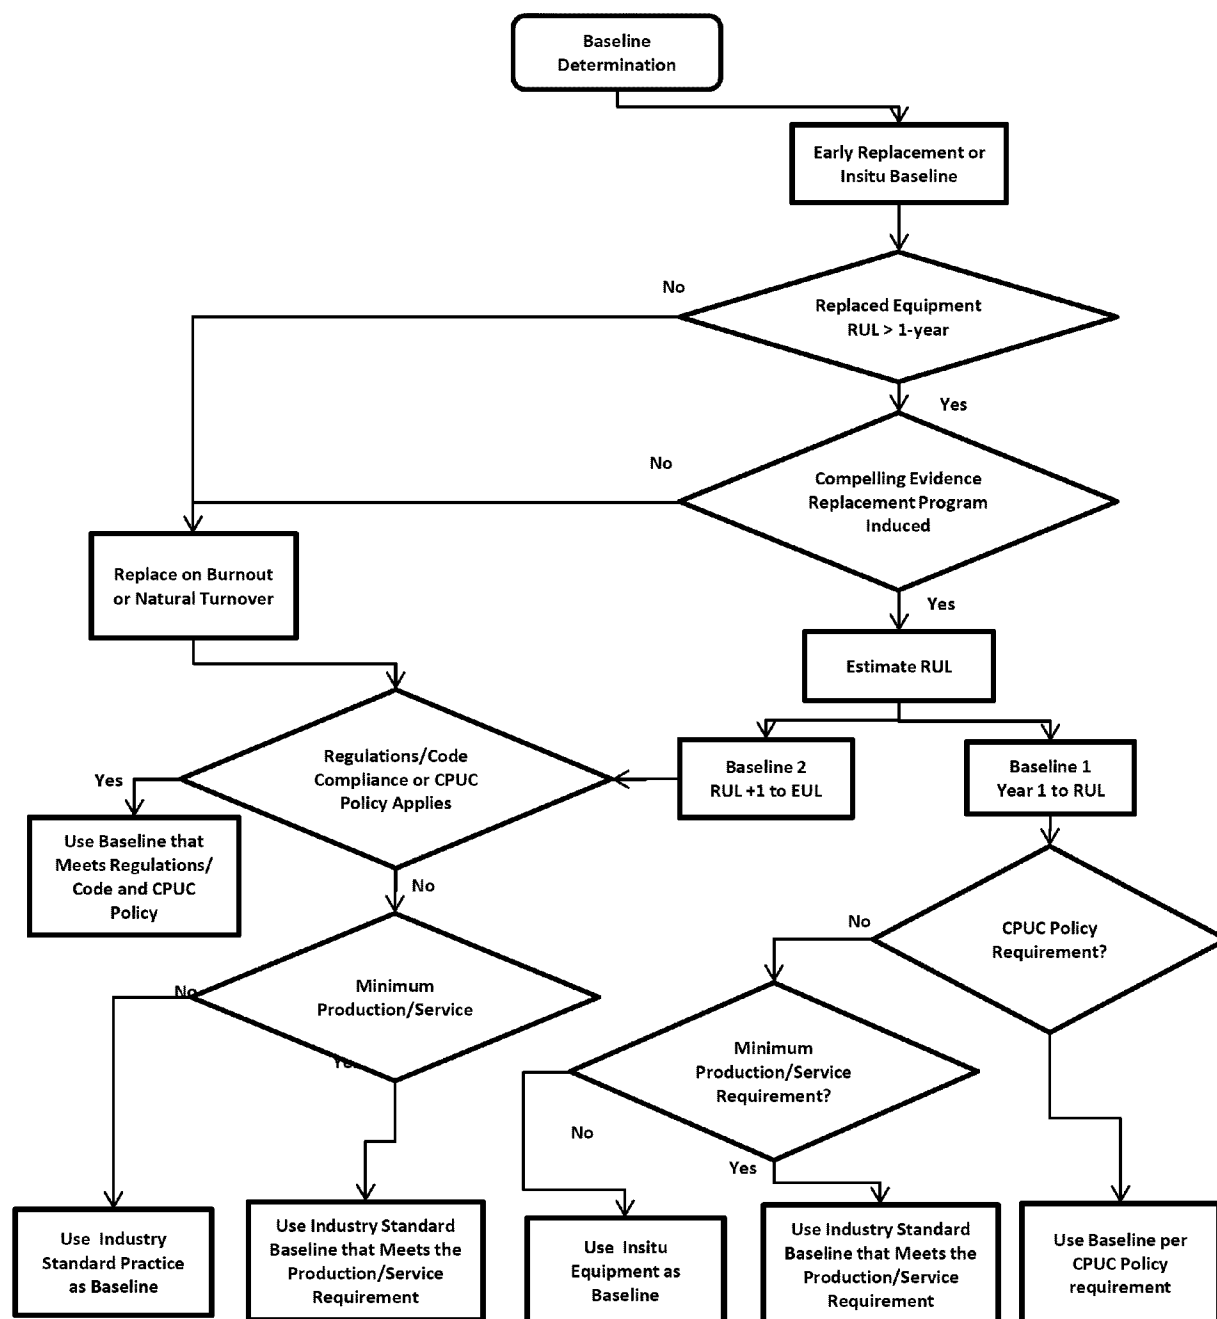 Baseline
Determination
Early Replacement or
Insitu Baseline
No
Replaced Equipment
RUL > 1-year
Yes
No
Compelling Evidence
Replacement Program
Induced
Replace on Burnout
or Natural Turnover
Yes
Estimate RUL
Regulations/Code
Compliance or CPUC
Policy Applies
Yes
Baseline 2
RUL +1 to EUL
Baseline 1
Year 1 to RUL
Use Baseline that
Meets Regulations/
Code and CPUC
Policy
No
No
CPUC Policy
Requirement?
No
Minimum
Production/Service
Yes
Minimum
Production/Service
Requirement?
No
Yes
Use Industry
Standard Practice
as Baseline
Use Industry Standard
Baseline that Meets the
Production/Service
Requirement
Use Insitu
Equipment as
Baseline
Use Industry Standard
Baseline that Meets the
Production/Service
Requirement
Use Baseline per
CPUC Policy
requirement